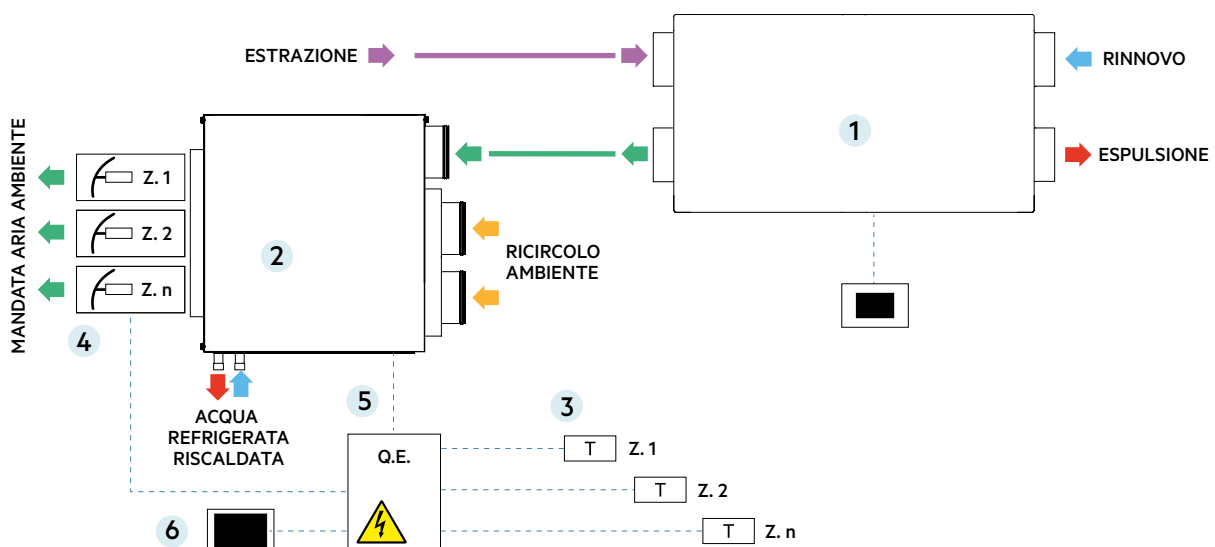 ESTRAZIONE
RINNOVO
1
ESPULSIONE
MANDATA ARIA AMBIENTE
Z. 1
Z. 2
Z. n
2
RICIRCOLO
AMBIENTE
4
ACQUA
REFRIGERATA
RISCALDATA
5
3
Q.E.
T Z. 1
T Z. 2
T Z. n
6